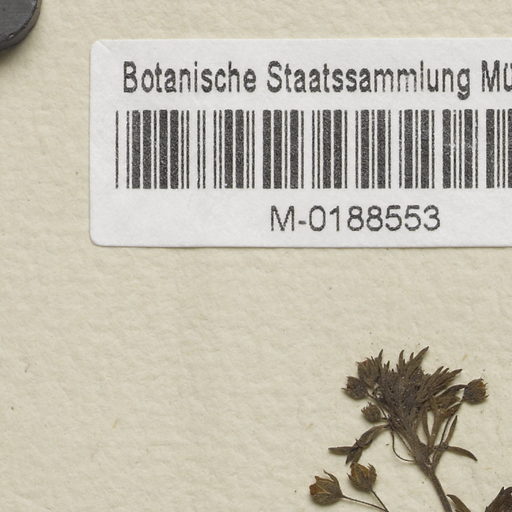 Botanische Staatssammlung Mü
M-0188553